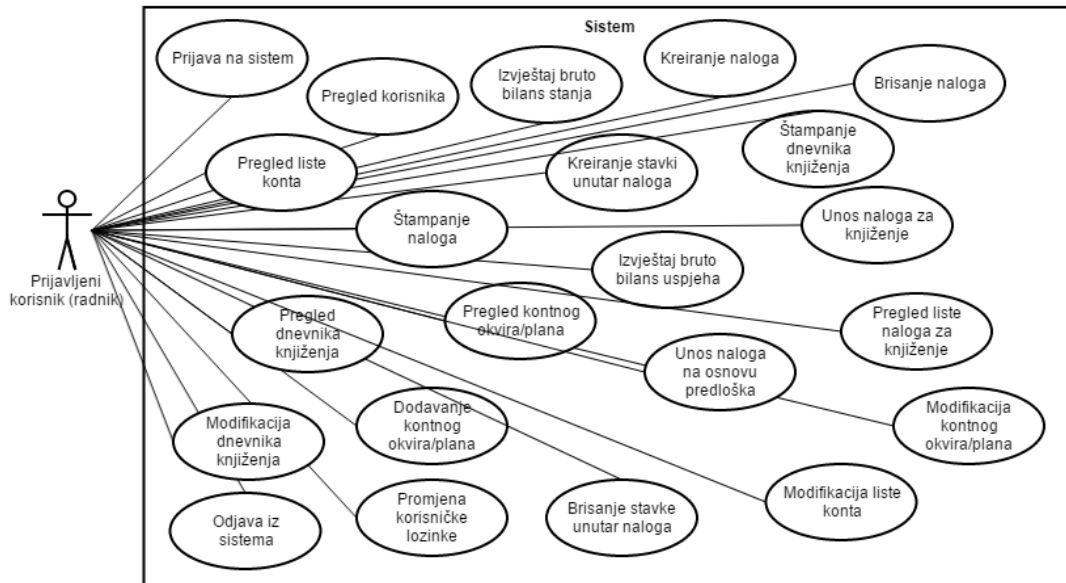 Sistem
Prijava na sistem
Pregled korisnika
Izvještaj bruto
bilans stanja
Kreiranje naloga
Brisanje naloga
Pregled liste
konta
Kreiranje stavki
unutar naloga
Štampanje
dnevnika
knjiženja
Štampanje
naloga
Unos naloga za
knjiženje
Prijavljeni
korisnik (radnik)
Izvještaj bruto
bilans uspjeha
Pregled
dnevnika
knjiženja
Pregled kontnog
okvira/plana
Pregled liste
naloga za
knjiženje
Unos naloga
na osnovu
predloška
Modifikacija
dnevnika
knjiženja
Dodavanje
kontnog
okvira/plana
Modifikacija
kontnog
okvira/plana
Odjava iz
sistema
Promjena
korisničke
lozinke
Brisanje stavke
unutar naloga
Modifikacija liste
konta